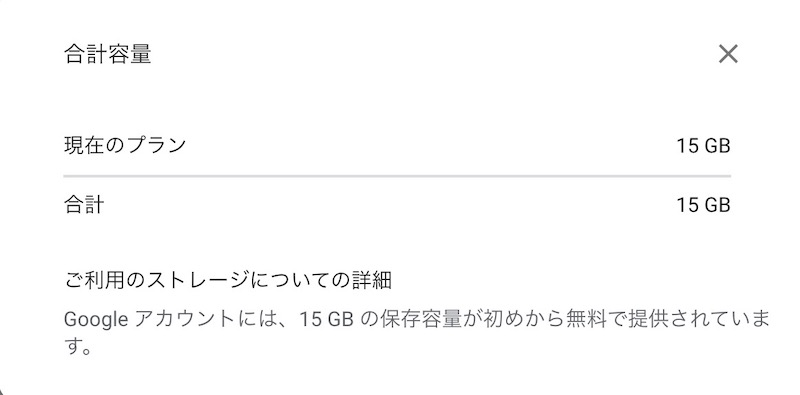 合計容量
現在のプラン 15 GB
合計 15 GB
ご利用のストレージについての詳細
Google アカウントには、15 GB の保存容量が初めから無料で提供されていま
す。